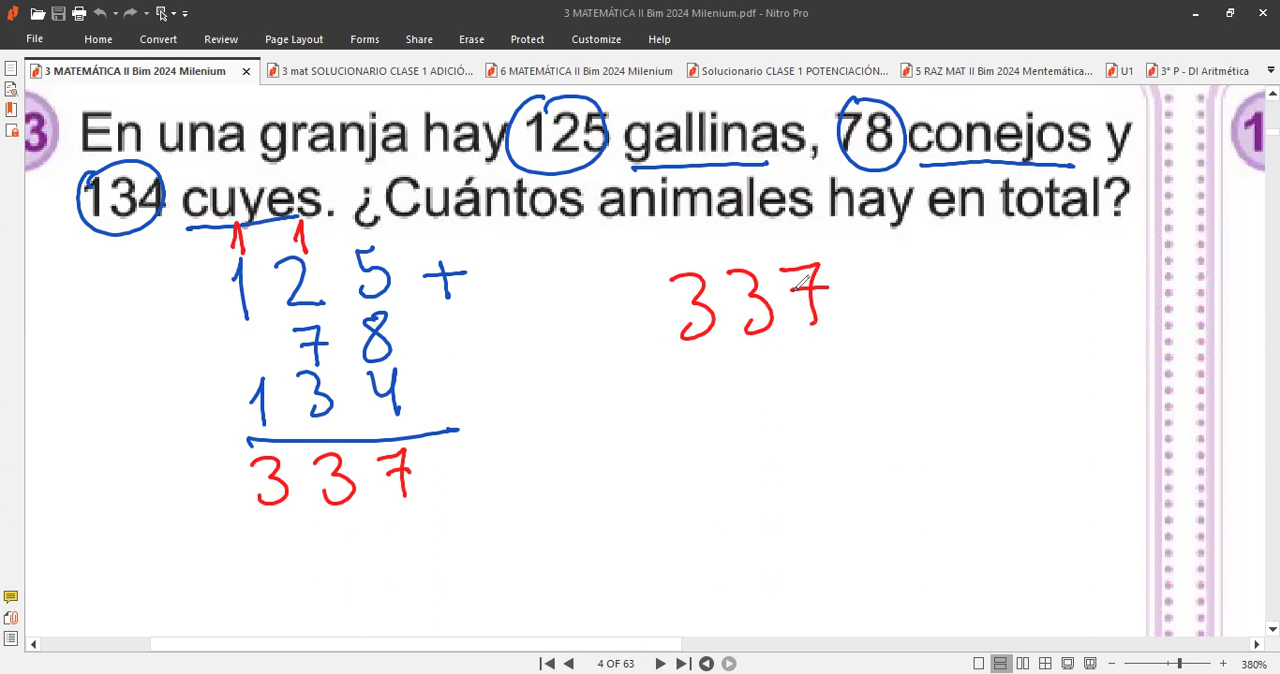 3 MATEMÁTICA II Bim 2024 Milenium.pdf - Nitro Pro
File Home Convert Review Page Layout Forms Share Erase Protect Customize Help
3 MATEMÁTICA II Bim 2024 Milenium 3 mat SOLUCIONARIO CLASE 1 ADICIÓ... 6 MATEMÁTICA II Bim 2024 Milenium Solucionario CLASE 1 POTENCIACIÓN... 5 RAZ MAT II Bim 2024 Mentemática... U1 3° P - DI Aritmética
3 En una granja hay 125 gallinas, 78 conejos y 1
134 cuyes. ¿Cuántos animales hay en total?
1 1
1 2 5 +
7 8
1 3 4
3 3 7
337
4 OF 63
380%